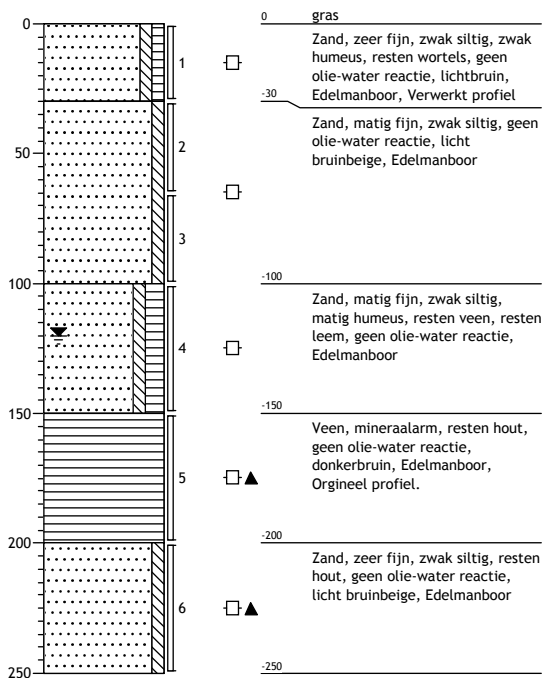 0
50
100
150
200
250
1
2
3
4
5
6
0 gras
Zand, zeer fijn, zwak siltig, zwak
humeus, resten wortels, geen
olie-water reactie, lichtbruin,
Edelmanboor, Verwerkt profiel
-30
Zand, matig fijn, zwak siltig, geen
olie-water reactie, licht
bruinbeige, Edelmanboor
-100
Zand, matig fijn, zwak siltig,
matig humeus, resten veen, resten
leem, geen olie-water reactie,
Edelmanboor
-150
Veen, mineraalarm, resten hout,
geen olie-water reactie,
donkerbruin, Edelmanboor,
Orgineel profiel.
-200
Zand, zeer fijn, zwak siltig, resten
hout, geen olie-water reactie,
licht bruinbeige, Edelmanboor
-250